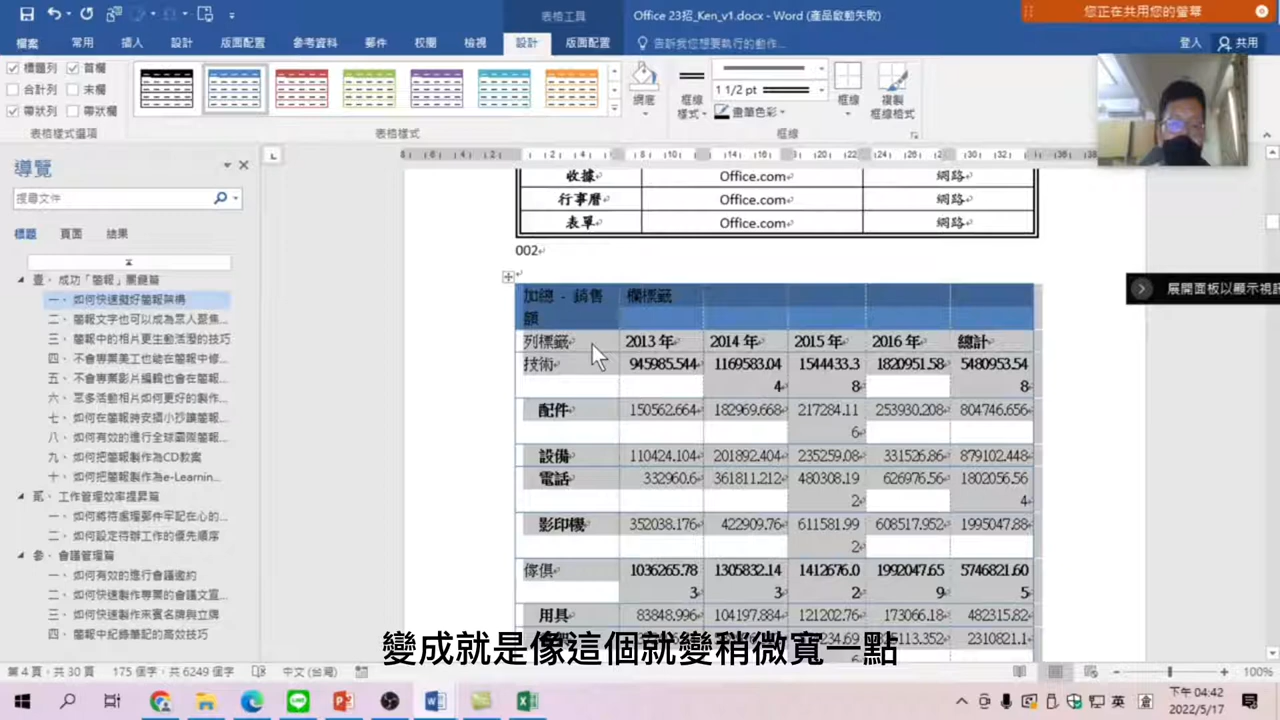 表格工具
Office 23招_Ken_v1.docx - Word (產品啟動失敗)
您正在共用您的螢幕
檔案 常用 插入 設計 版面配置 參考資料 郵件 校閱 檢視 設計 版面配置 告訴我您想要執行的動作... 登入 共用
標題列 首欄
合計列 末欄
帶狀列 帶狀欄
表格樣式選項
表格樣式
網底
框線樣式
1 1/2 pt
畫筆色彩
框線
複製框線格式
框線
導覽
搜尋文件
標題 頁面 結果
壹、 成功「簡報」關鍵篇
一、 如何快速擬好簡報架構
二、 簡報文字也可以成為眾人聚焦...
三、 簡報中的相片更生動活潑的技巧
四、 不會專業美工也能在簡報中修...
五、 不會專業影片編輯也會在簡報...
六、 眾多活動相片如何更好的製作...
七、 如何在簡報時安插小抄讓簡報...
八、 如何有效的進行全球巡迴簡報...
九、 如何把簡報製作為CD教案
十、 如何快速製作為e-Learnin...
貳、 工作管理效率提昇篇
一、 如何將待處理郵件牢記在心的...
二、 如何設定待辦工作的優先順序
參、 會議管理篇
一、 如何有效的進行會議邀約
二、 如何快速製作專業的會議文宣...
三、 如何快速製作來賓名牌與立牌
四、 簡報中紀錄筆記的高效技巧
收據 Office.com 網路
行事曆 Office.com 網路
表單 Office.com 網路
002
加總 - 銷售額 欄標籤
列標籤 2013 年 2014 年 2015 年 2016 年 總計
技術 945985.544 1169583.044 1544433.38 1820951.58 5480953.548
配件 150562.664 182969.668 217284.116 253930.208 804746.656
設備 110424.104 201892.404 235259.08 331526.86 879102.448
電話 332960.6 361811.212 480308.192 626976.56 1802056.564
影印機 352038.176 422909.76 611581.992 608517.952 1995047.88
傢俱 1036265.783 1305832.143 1412676.02 1992047.659 5746821.605
用具 83848.996 104197.884 121202.76 173066.18 482315.82
2310821.1
展開面板以顯示視訊
變成就是像這個就變稍微寬一點
第 4 頁，共 30 頁 175 個字，共 6249 個字 中文 (台灣) 100%
英
下午 04:42
2022/5/17